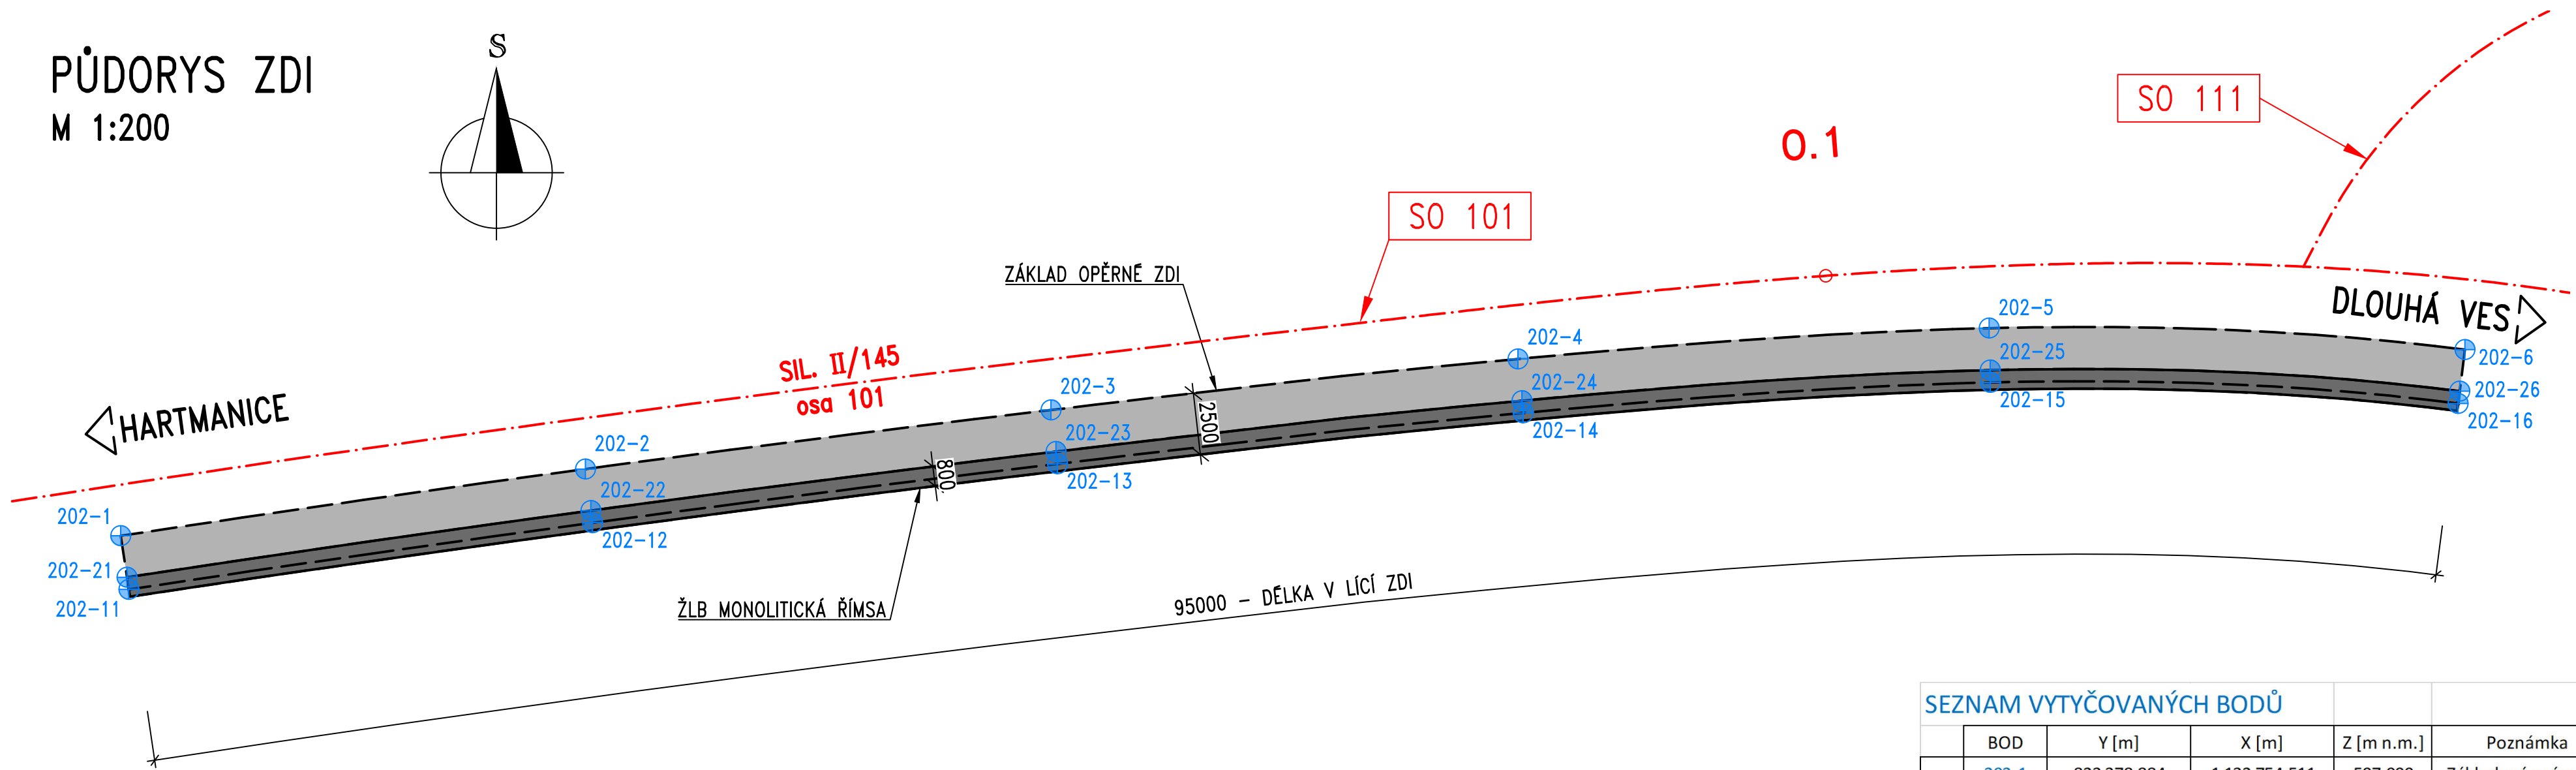 PŮDORYS ZDI
M 1:200
S
SO 111
O.1
SO 101
ZÁKLAD OPĚRNÉ ZDI
SIL. II/145
osa 101
HARTMANICE
DLOUHÁ VES
202-1
202-2
202-3
202-4
202-5
202-6
202-21
202-22
202-23
202-24
202-25
202-26
202-11
202-12
202-13
202-14
202-15
202-16
2500
800
ŽLB MONOLITICKÁ ŘÍMSA
95000 - DÉLKA V LÍCÍ ZDI
SEZNAM VYTYČOVANÝCH BODŮ
BOD Y [m] X [m] Z [m n.m.] Poznámka